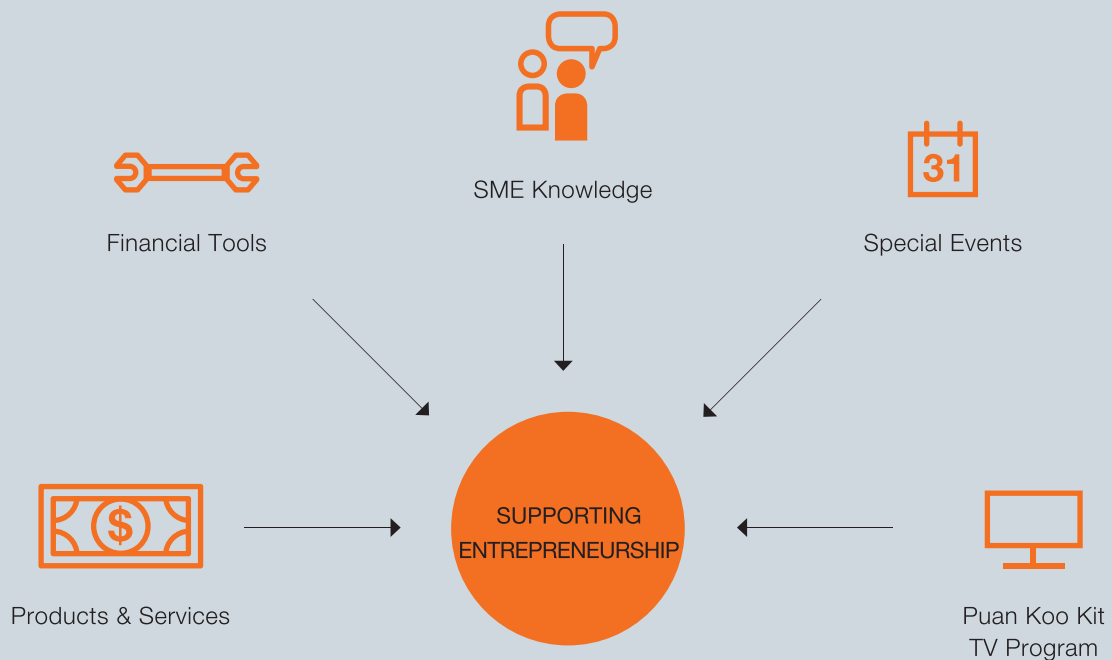 SME Knowledge
31
Financial Tools
Special Events
SUPPORTING
ENTREPRENEURSHIP
$
Products & Services
Puan Koo Kit
TV Program